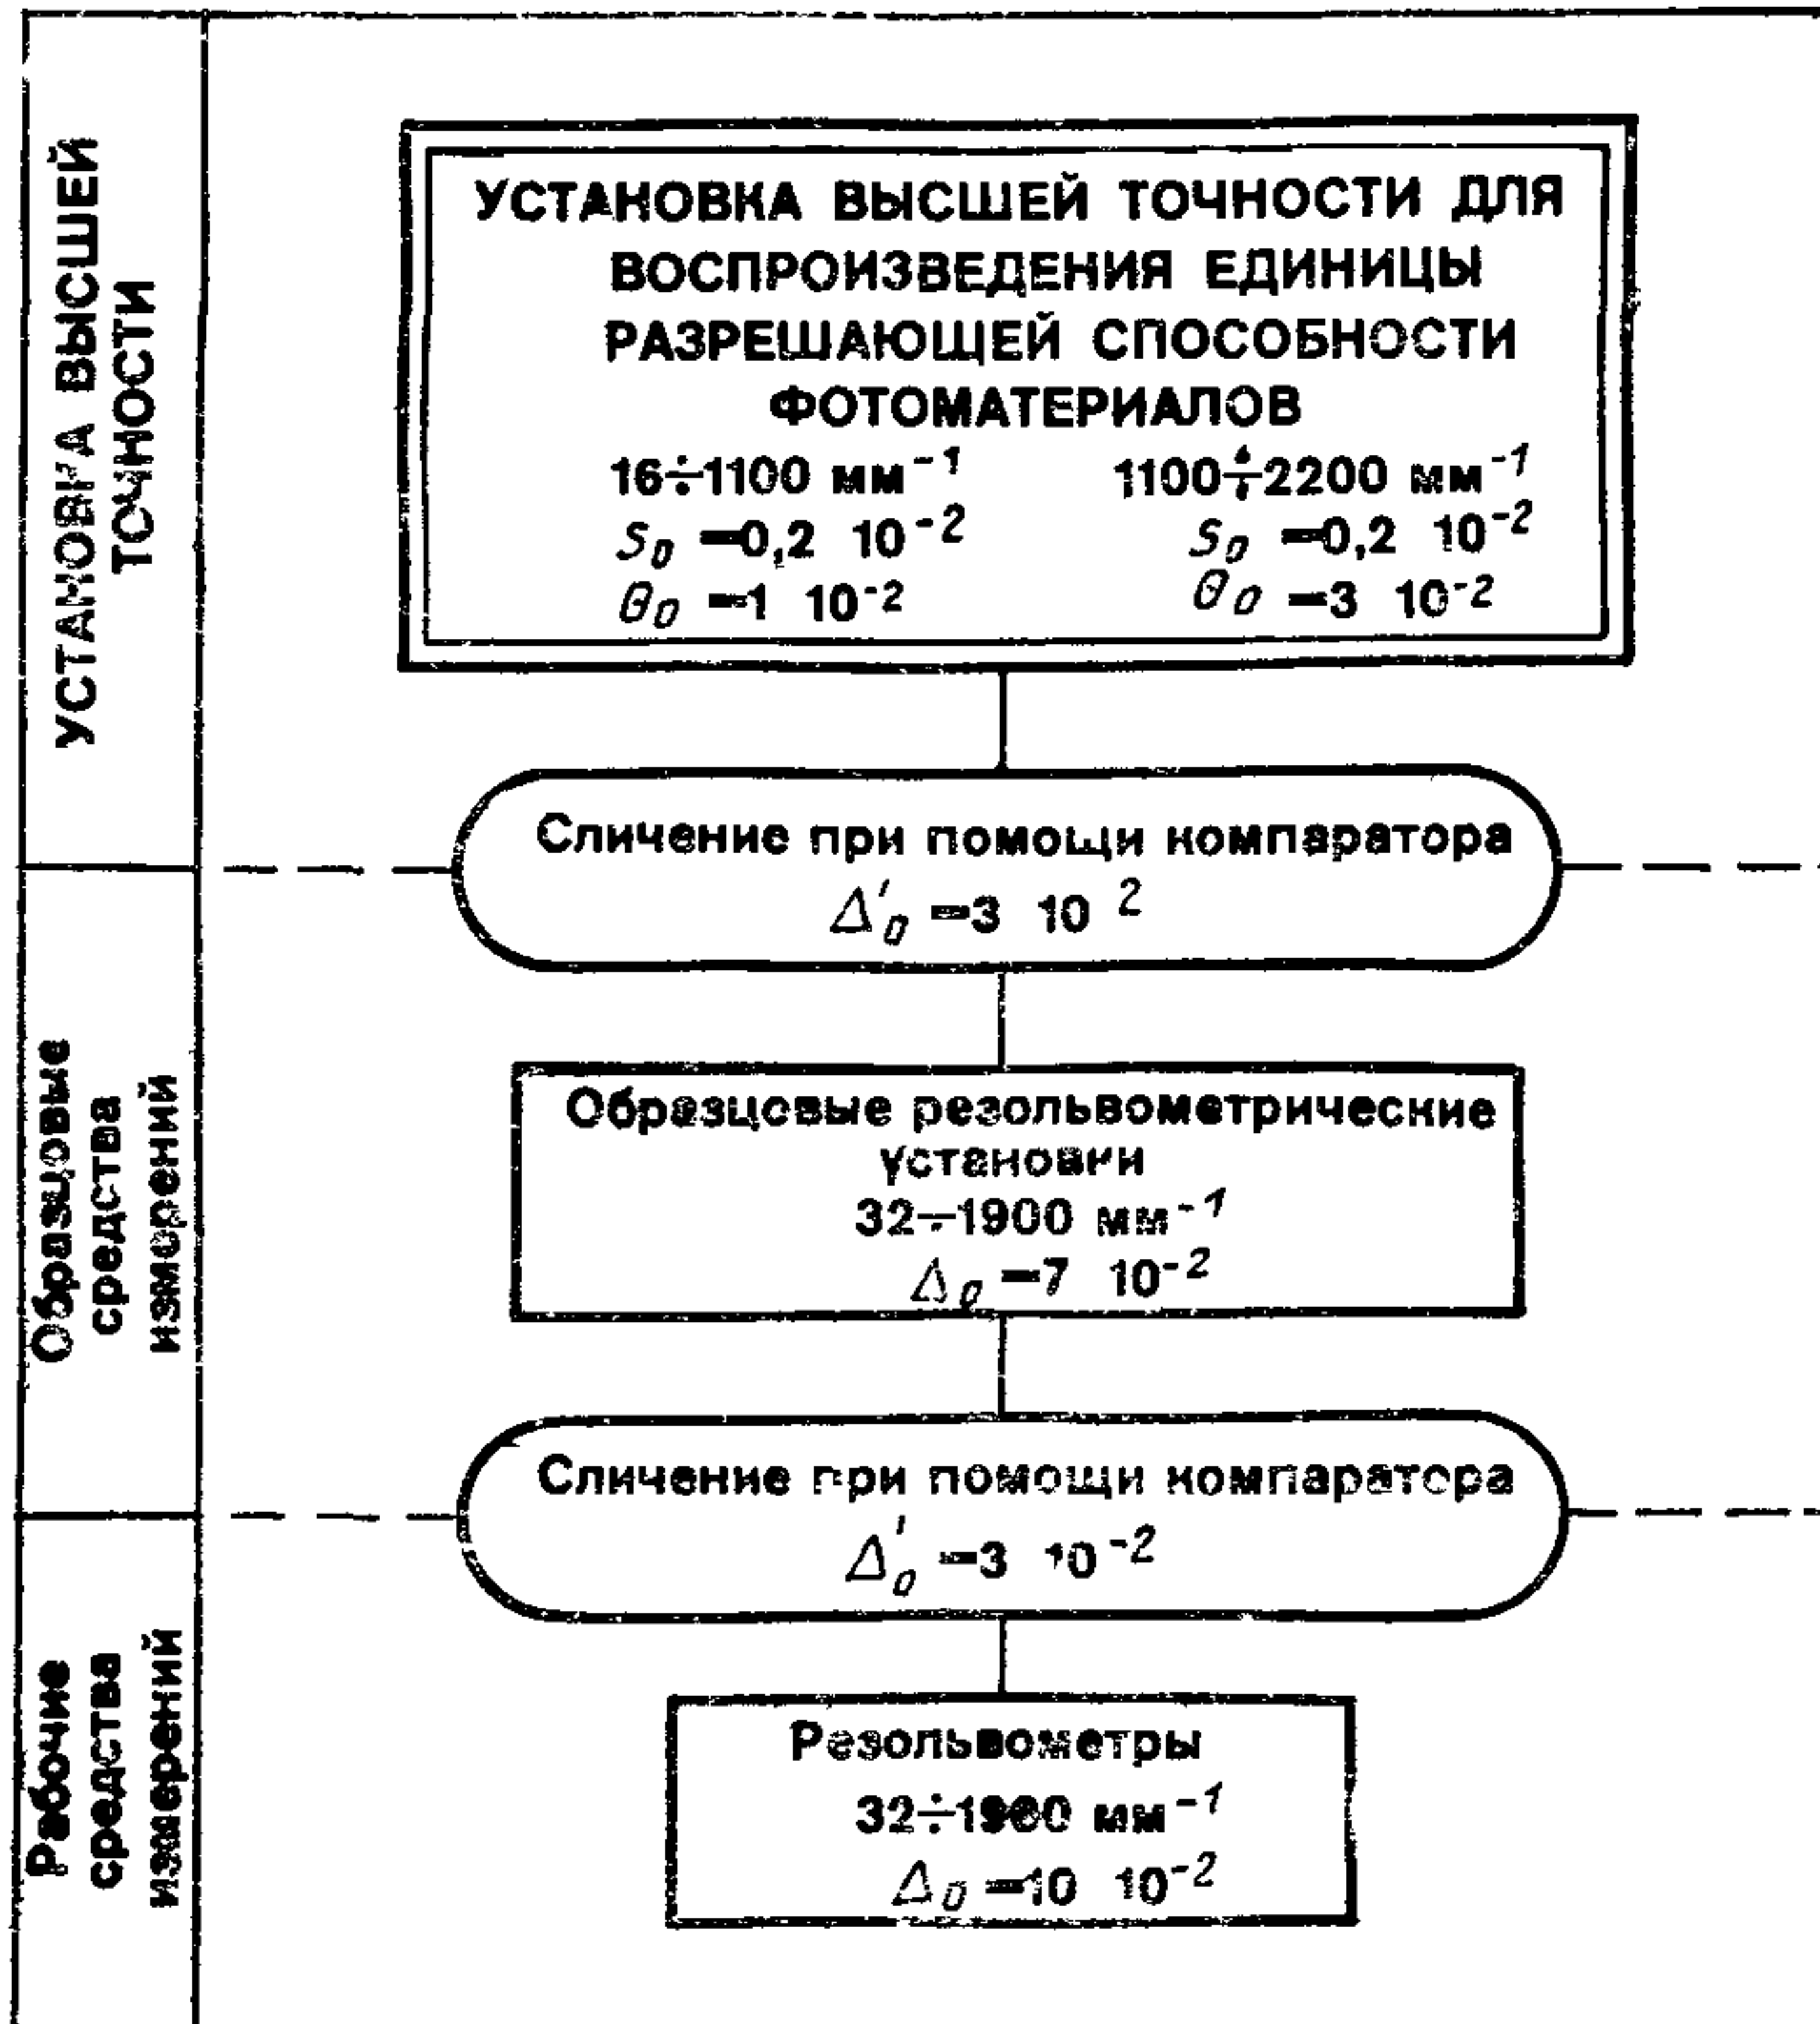 УСТАНОВКА ВЫСШЕЙ
ТОЧНОСТИ
УСТАНОВКА ВЫСШЕЙ ТОЧНОСТИ ДЛЯ
ВОСПРОИЗВЕДЕНИЯ ЕДИНИЦЫ
РАЗРЕШАЮЩЕЙ СПОСОБНОСТИ
ФОТОМАТЕРИАЛОВ
16÷1100 мм⁻¹ 1100÷2200 мм⁻¹
S₀ =0,2 10⁻² S₀ =0,2 10⁻²
θ₀ =1 10⁻² θ₀ =3 10⁻²
Сличение при помощи компаратора
Δ'₀ =3 10 ²
Образцовые
средства
измерений
Образцовые резольвометрические
установки
32÷1900 мм⁻¹
Δ₀ =7 10⁻²
Сличение при помощи компаратора
Δ'₀ =3 10⁻²
Рабочие
средства
измерений
Резольвометры
32÷1900 мм⁻¹
Δ₀ =10 10⁻²